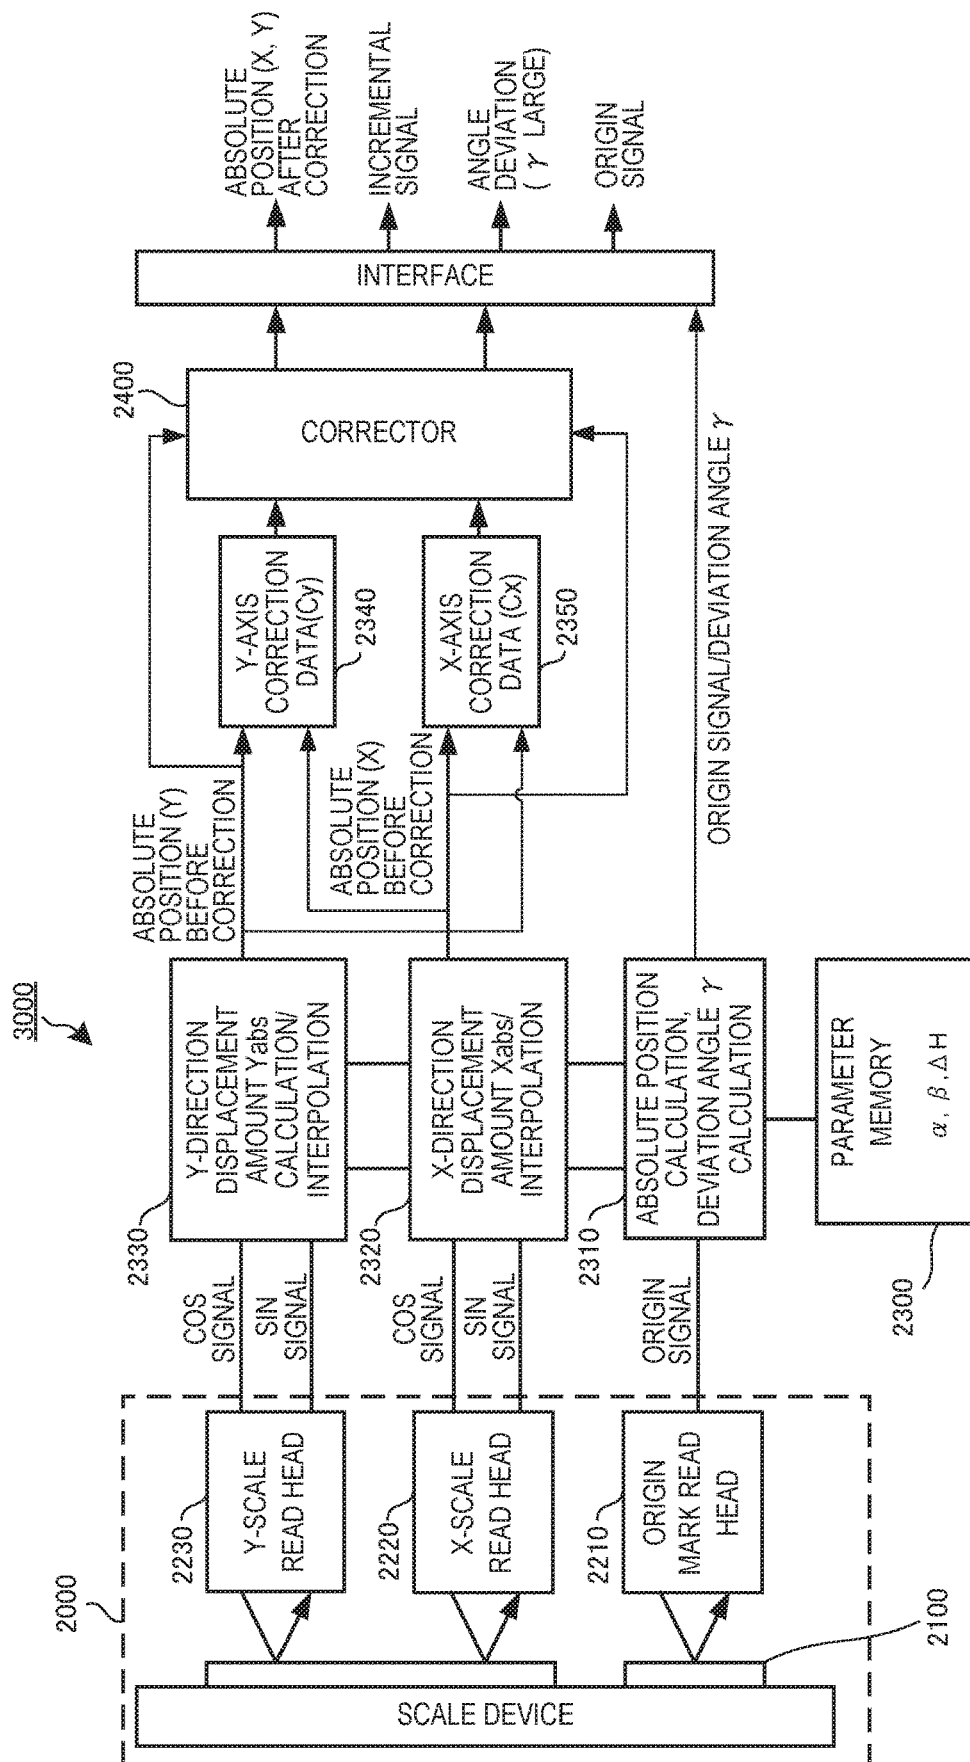 3000
2000
SCALE DEVICE
2100
2230
Y-SCALE
READ HEAD
2220
X-SCALE
READ HEAD
2210
ORIGIN
MARK READ
HEAD
COS
SIGNAL
SIN
SIGNAL
COS
SIGNAL
SIN
SIGNAL
ORIGIN
SIGNAL
2330
Y-DIRECTION
DISPLACEMENT
AMOUNT Yabs
CALCULATION/
INTERPOLATION
2320
X-DIRECTION
DISPLACEMENT
AMOUNT Xabs/
INTERPOLATION
2310
ABSOLUTE POSITION
CALCULATION,
DEVIATION ANGLE γ
CALCULATION
2300
PARAMETER
MEMORY
α, β, ΔH
ABSOLUTE
POSITION (Y)
BEFORE
CORRECTION
ABSOLUTE
POSITION (X)
BEFORE
CORRECTION
Y-AXIS
CORRECTION
DATA(Cy)
2340
X-AXIS
CORRECTION
DATA (Cx)
2350
ORIGIN SIGNAL/DEVIATION ANGLE γ
2400
CORRECTOR
INTERFACE
ABSOLUTE
POSITION (X, Y)
AFTER
CORRECTION
INCREMENTAL
SIGNAL
ANGLE
DEVIATION
( γ LARGE)
ORIGIN
SIGNAL